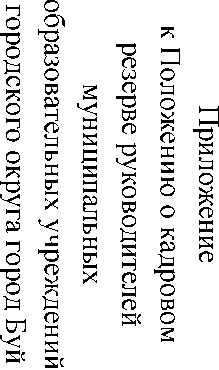 Приложение
к Положению о кадровом
резерве руководителей
муниципальных
образовательных учреждений
городского округа город Буй